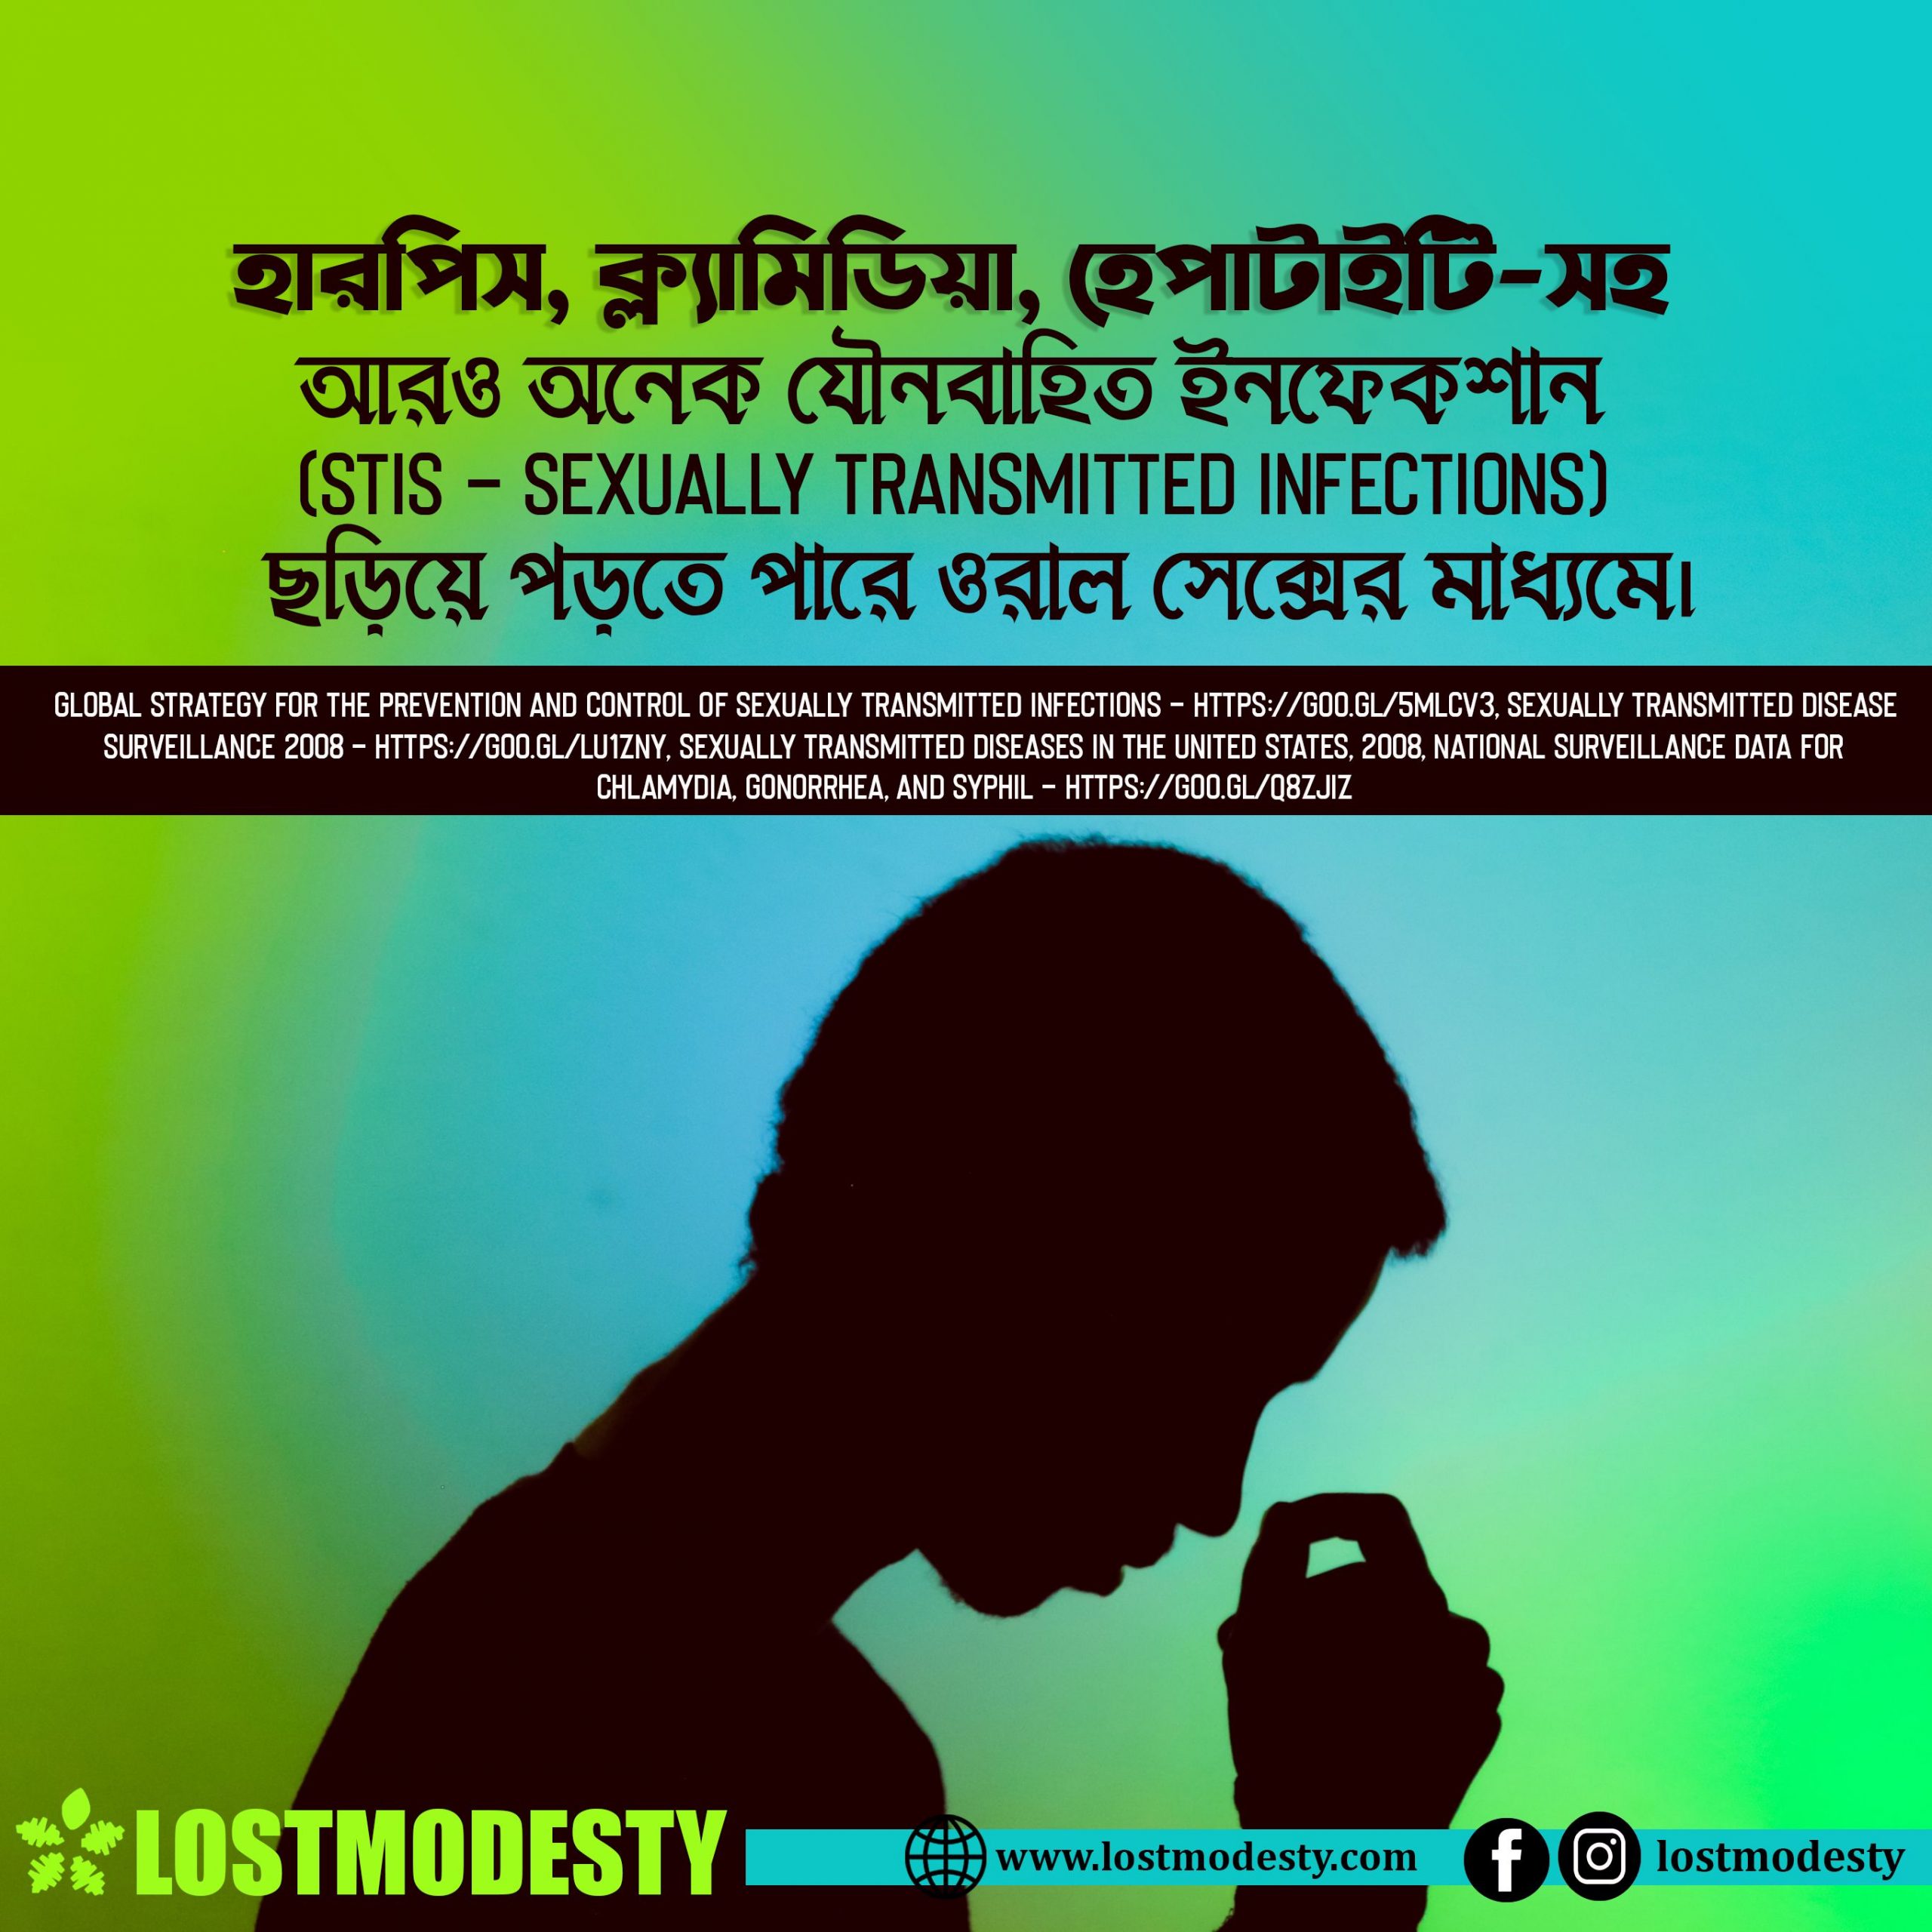 হারপিস, ক্ল্যামিডিয়া, হেপাটাইটি-সহ
আরও অনেক যৌনবাহিত ইনফেকশান
(STIS - SEXUALLY TRANSMITTED INFECTIONS)
ছড়িয়ে পড়তে পারে ওরাল সেক্সের মাধ্যমে।
GLOBAL STRATEGY FOR THE PREVENTION AND CONTROL OF SEXUALLY TRANSMITTED INFECTIONS - HTTPS://GOO.GL/5MLCV3, SEXUALLY TRANSMITTED DISEASE
SURVEILLANCE 2008 - HTTPS://GOO.GL/LU1ZNY, SEXUALLY TRANSMITTED DISEASES IN THE UNITED STATES, 2008, NATIONAL SURVEILLANCE DATA FOR
CHLAMYDIA, GONORRHEA, AND SYPHIL - HTTPS://GOO.GL/Q8ZJIZ
LOSTMODESTY
www.lostmodesty.com
lostmodesty